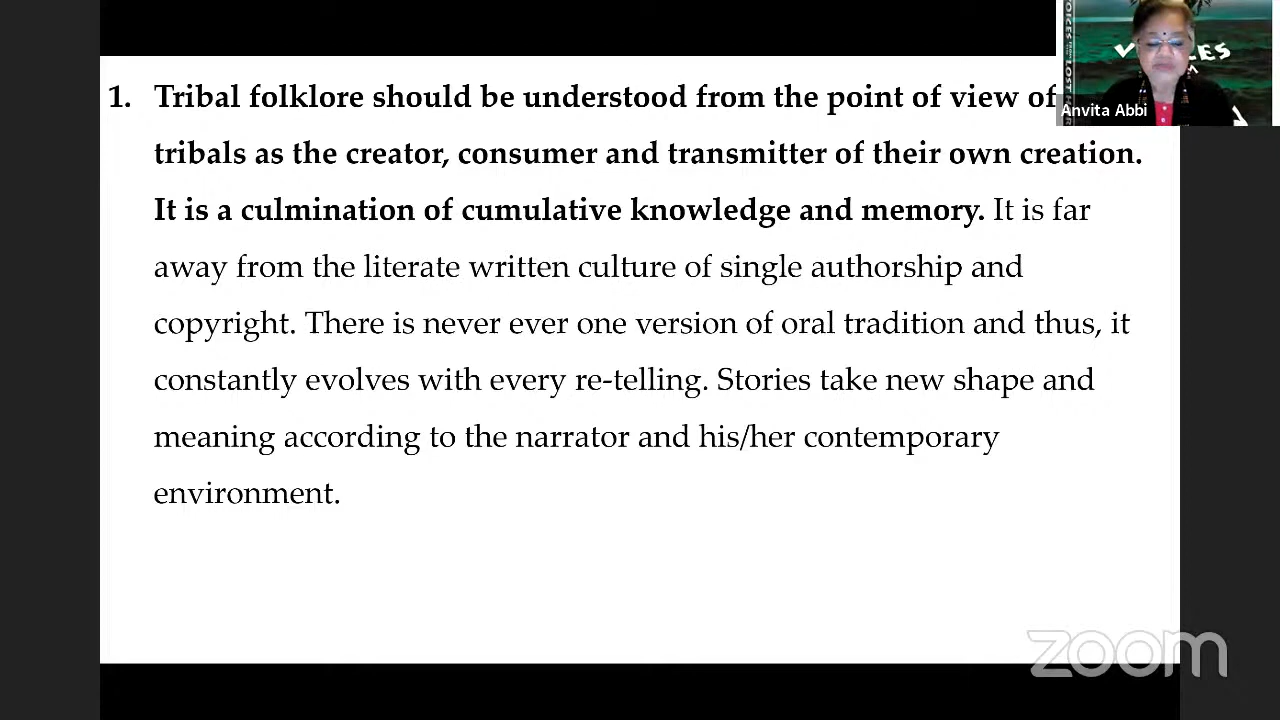 1. Tribal folklore should be understood from the point of view of
tribals as the creator, consumer and transmitter of their own creation.
It is a culmination of cumulative knowledge and memory. It is far
away from the literate written culture of single authorship and
copyright. There is never ever one version of oral tradition and thus, it
constantly evolves with every re-telling. Stories take new shape and
meaning according to the narrator and his/her contemporary
environment.
Anvita Abbi
zoom